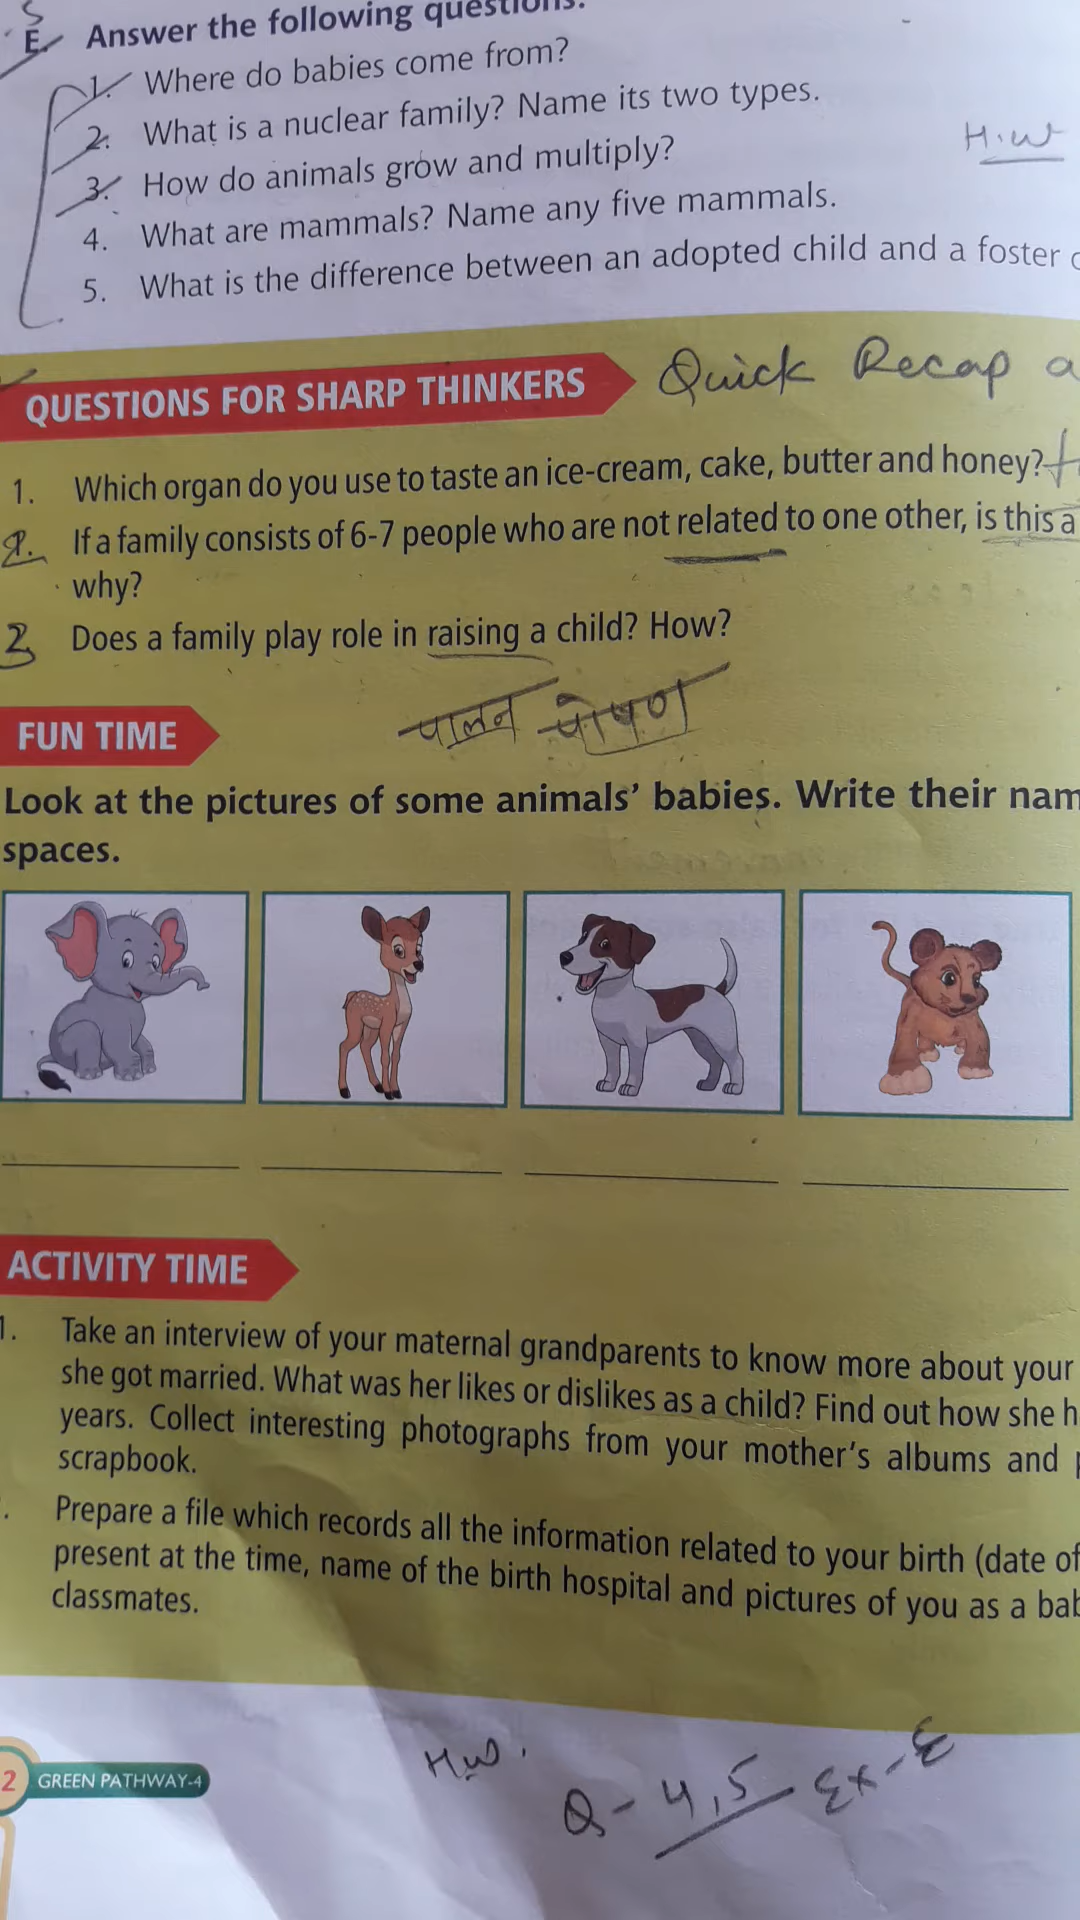 E. Answer the following questions.
1. Where do babies come from?
2. What is a nuclear family? Name its two types.
H.W
3. How do animals grow and multiply?
4. What are mammals? Name any five mammals.
5. What is the difference between an adopted child and a foster
QUESTIONS FOR SHARP THINKERS
Quick Recap
1. Which organ do you use to taste an ice-cream, cake, butter and honey?
2. If a family consists of 6-7 people who are not related to one other, is this a
why?
3 Does a family play role in raising a child? How?
पालन पोषण
FUN TIME
Look at the pictures of some animals’ babies. Write their
spaces.
ACTIVITY TIME
1. Take an interview of your maternal grandparents to know more about your
she got married. What was her likes or dislikes as a child? Find out how she
years. Collect interesting photographs from your mother’s albums and
scrapbook.
Prepare a file which records all the information related to your birth (date of
present at the time, name of the birth hospital and pictures of you as a
classmates.
2 GREEN PATHWAY-4
H.W.
Q - 4,5 Ex-E